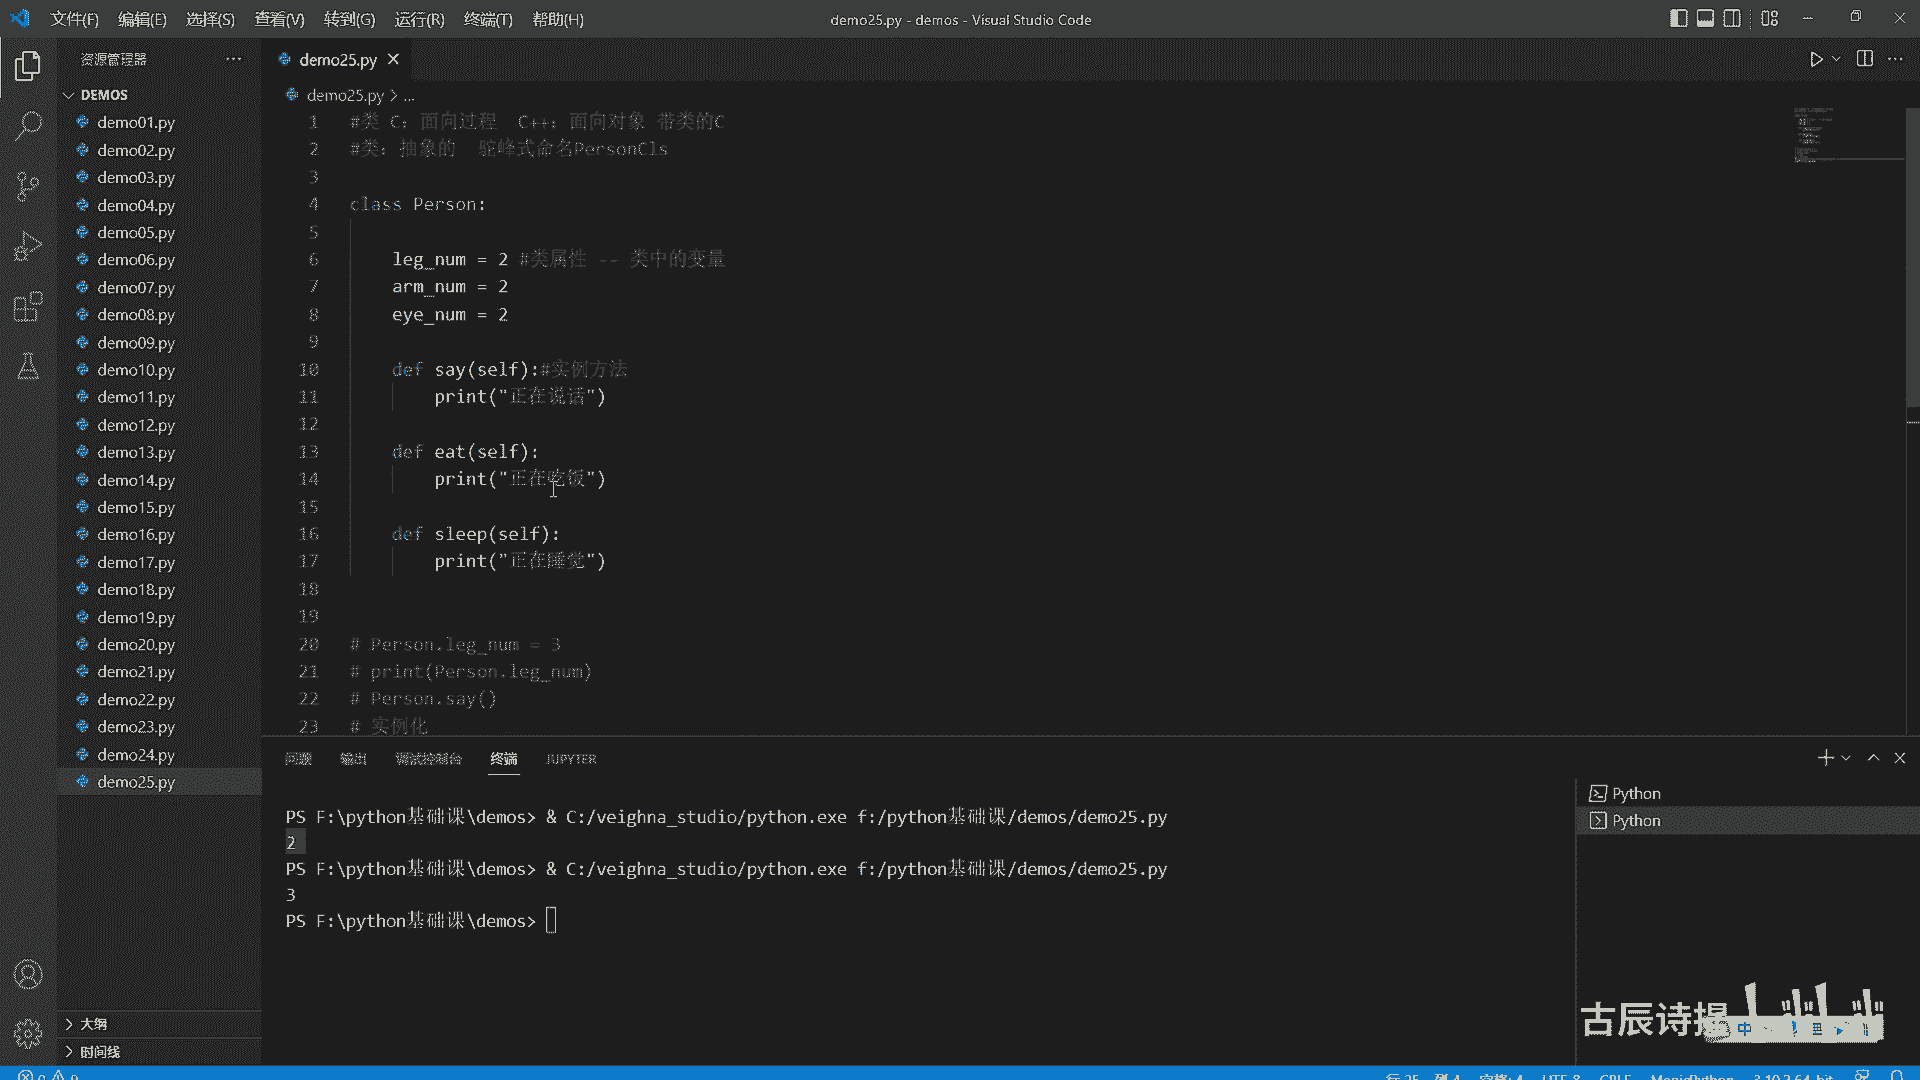 文件(F) 编辑(E) 选择(S) 查看(V) 转到(G) 运行(R) 终端(T) 帮助(H) demo25.py - demos - Visual Studio Code
资源管理器
DEMOS
demo01.py
demo02.py
demo03.py
demo04.py
demo05.py
demo06.py
demo07.py
demo08.py
demo09.py
demo10.py
demo11.py
demo12.py
demo13.py
demo14.py
demo15.py
demo16.py
demo17.py
demo18.py
demo19.py
demo20.py
demo21.py
demo22.py
demo23.py
demo24.py
demo25.py
大纲
时间线
demo25.py
demo25.py > ...
1 #类 C：面向过程 C++：面向对象 带类的C
2 #类：抽象的 驼峰式命名PersonCls
3
4 class Person:
5
6 leg_num = 2 #类属性 -- 类中的变量
7 arm_num = 2
8 eye_num = 2
9
10 def say(self):#实例方法
11 print("正在说话")
12
13 def eat(self):
14 print("正在吃饭")
15
16 def sleep(self):
17 print("正在睡觉")
18
19
20 # Person.leg_num = 3
21 # print(Person.leg_num)
22 # Person.say()
23 # 实例化
问题 输出 调试控制台 终端 JUPYTER
PS F:\python基础课\demos> & C:/veighna_studio/python.exe f:/python基础课/demos/demo25.py
2
PS F:\python基础课\demos> & C:/veighna_studio/python.exe f:/python基础课/demos/demo25.py
3
PS F:\python基础课\demos>
Python
Python
古辰诗提
中